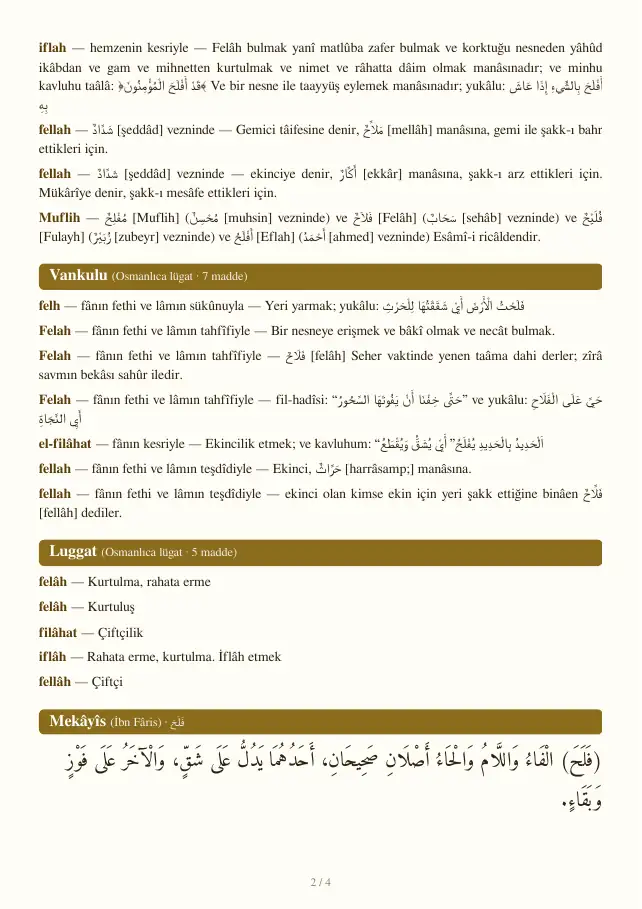 iflah — hemzenin kesriyle — Felâh bulmak yanî matlûba zafer bulmak ve korktuğu nesneden yâhûd
ikâbdan ve gam ve mihnetten kurtulmak ve nimet ve râhatta dâim olmak manâsınadır; ve minhu
kavluhu taâlâ: ﴿قَدْ أَفْلَحَ الْمُؤْمِنُونَ﴾ Ve bir nesne ile taayyüş eylemek manâsınadır; yukâlu: أَفْلَحَ بِالشَّيْءِ إِذَا عَاشَ
بِهِ
fellah — شَدَّادٌ [şeddâd] vezninde — Gemici tâifesine denir, مَلاَّحٌ [mellâh] manâsına, gemi ile şakk-ı bahr
ettikleri için.
fellah — شَدَّادٌ [şeddâd] vezninde — ekinciye denir, أَكَّارٌ [ekkâr] manâsına, şakk-ı arz ettikleri için.
Mükârîye denir, şakk-ı mesâfe ettikleri için.
Muflih — مُفْلِحٌ [Muflih] (مُحْسِنٌ [muhsin] vezninde) ve فَلاَحٌ [Felâh] (سَحَابٌ [sehâb] vezninde) ve فُلَيْحٌ
[Fulayh] (زُبَيْرٌ [zubeyr] vezninde) ve أَفْلَحُ [Eflah] (أَحْمَدُ [ahmed] vezninde) Esâmî-i ricâldendir.
Vankulu (Osmanlıca lügat · 7 madde)
felh — fânın fethi ve lâmın sükûnuyla — Yeri yarmak; yukâlu: فَلَحْتُ الْأَرْضَ أَيْ شَقَقْتُهَا لِلْحَرْثِ
Felah — fânın fethi ve lâmın tahfîfiyle — Bir nesneye erişmek ve bâkî olmak ve necât bulmak.
Felah — fânın fethi ve lâmın tahfîfiyle — فَلَاحٌ [felâh] Seher vaktinde yenen taâma dahi derler; zîrâ
savmın bekâsı sahûr iledir.
Felah — fânın fethi ve lâmın tahfîfiyle — fil-hadîsi: “حَتَّى خِفْنَا أَنْ يَفُوتَهَا السَّحُورُ” ve yukâlu: حَيَّ عَلَى الْفَلَاحِ
أَيِ النَّجَاةِ
el-filâhat — fânın kesriyle — Ekincilik etmek; ve kavluhum: “اَلْحَدِيدُ بِالْحَدِيدِ يُفْلَحُ” أَيْ يُشَقُّ وَيُقْطَعُ
fellah — fânın fethi ve lâmın teşdîdiyle — Ekinci, حَرَّاثٌ [harrâsamp;] manâsına.
fellah — fânın fethi ve lâmın teşdîdiyle — ekinci olan kimse ekin için yeri şakk ettiğine binâen فَلَّاحٌ
[fellâh] dediler.
Luggat (Osmanlıca lügat · 5 madde)
felâh — Kurtulma, rahata erme
felâh — Kurtuluş
filâhat — Çiftçilik
iflâh — Rahata erme, kurtulma. İflâh etmek
fellâh — Çiftçi
Mekâyîs (İbn Fâris) · فَلَحَ
(فَلَحَ) الْفَاءُ وَاللَّامُ وَالْحَاءُ أَصْلَانِ صَحِيحَانِ، أَحَدُهُمَا يَدُلُّ عَلَى شَقٍّ، وَالْآخَرُ عَلَى فَوْزٍ
وَبَقَاءٍ.
2 / 4